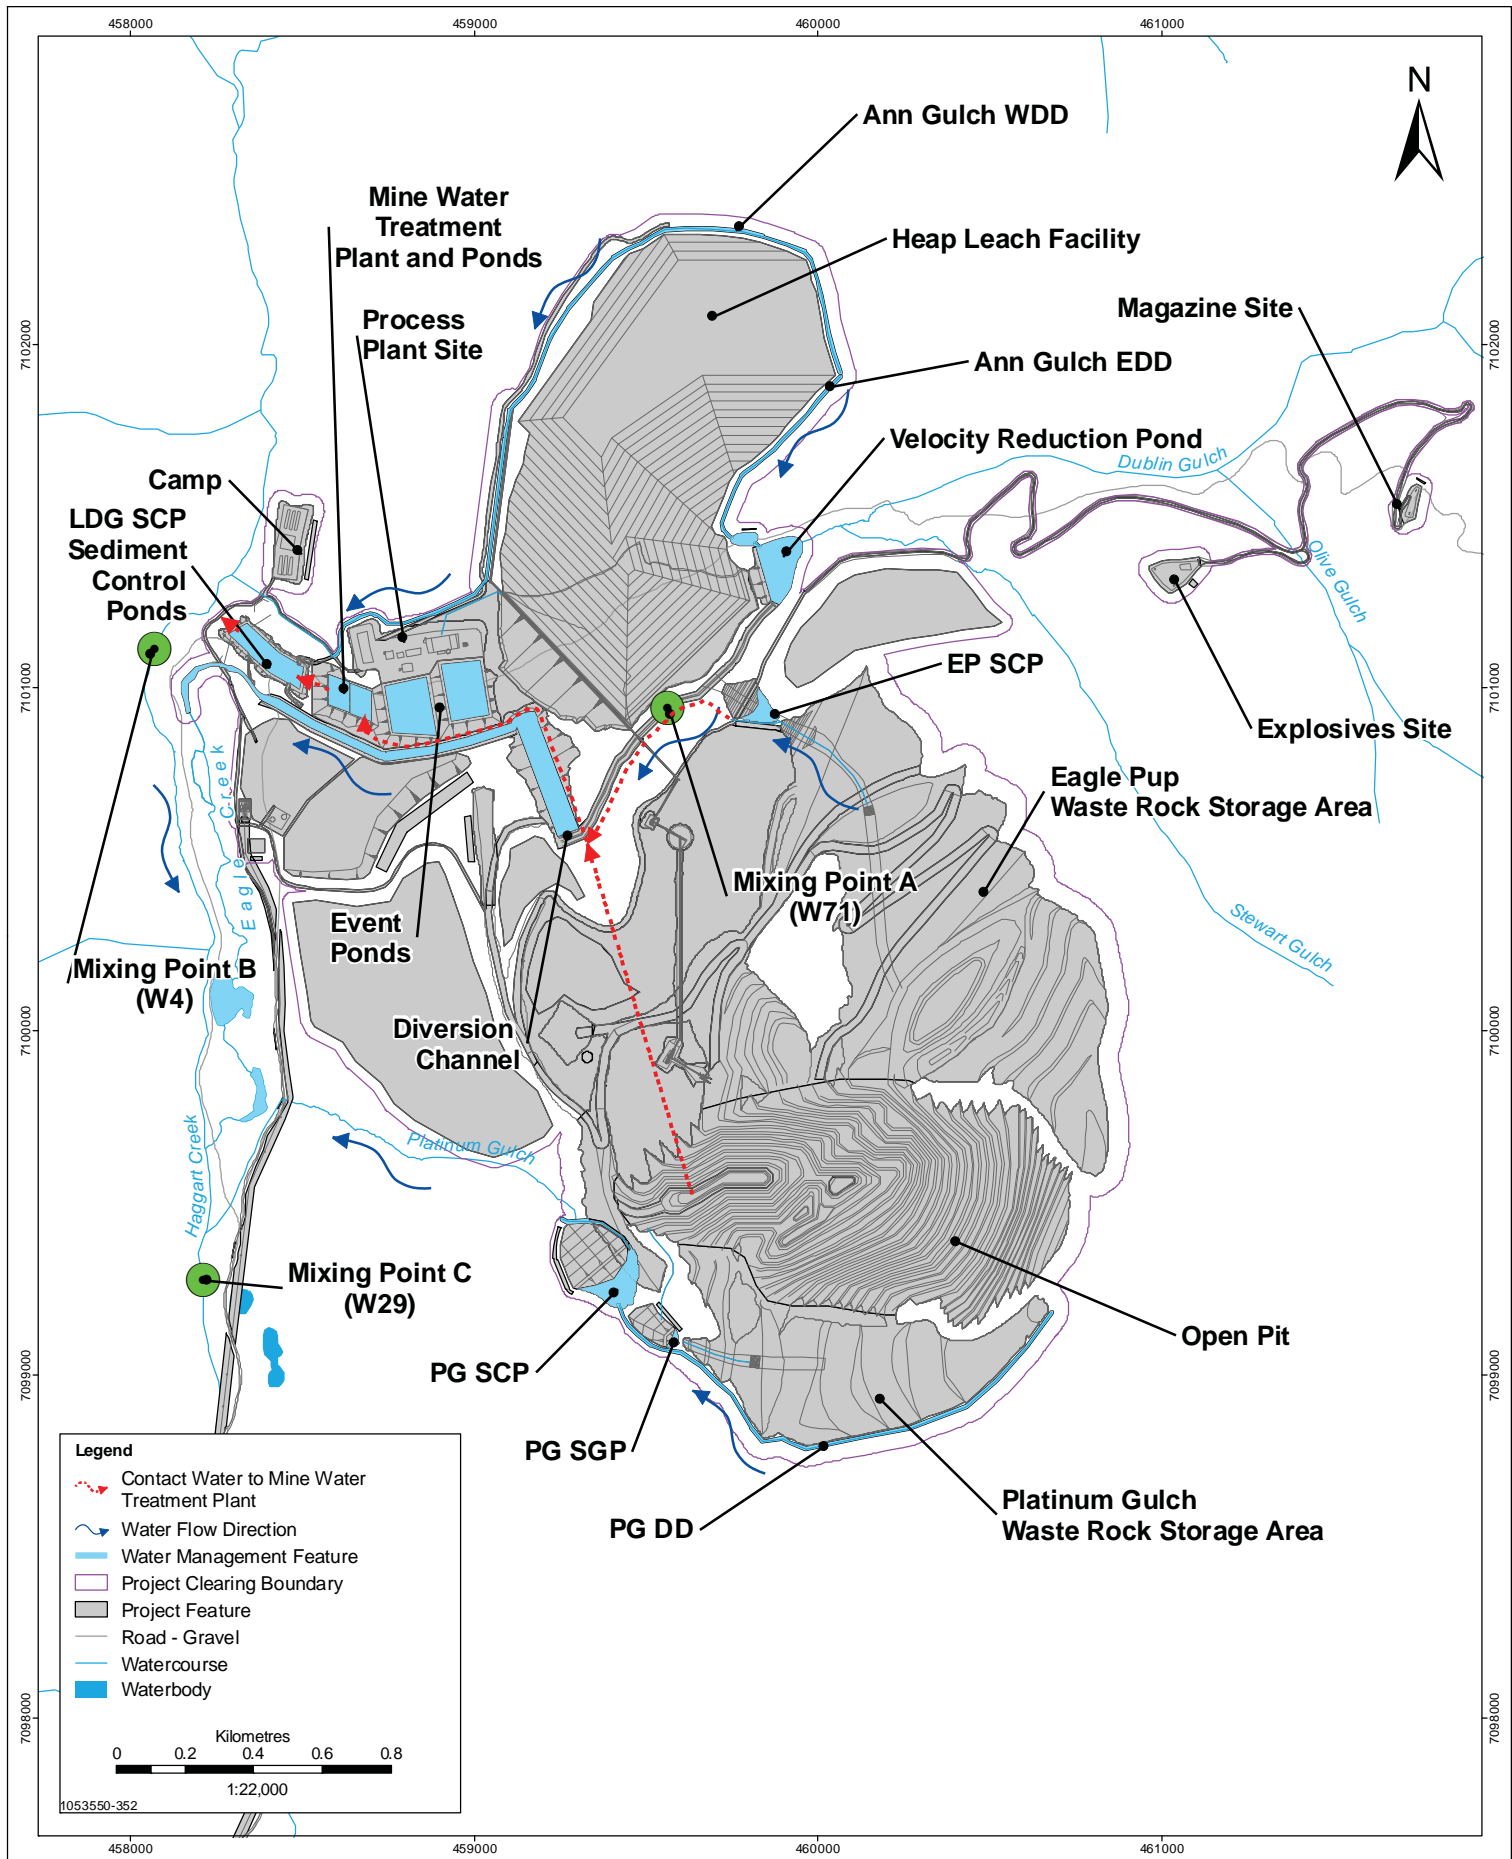 458000
459000
460000
461000
N
Ann Gulch WDD
Mine Water
Treatment
Plant and Ponds
Heap Leach Facility
Process
Plant Site
Magazine Site
7102000
7102000
Ann Gulch EDD
Velocity Reduction Pond
Dublin Gulch
Camp
LDG SCP
Sediment
Control
Ponds
Olive Gulch
EP SCP
7101000
7101000
Explosives Site
Eagle Creek
Eagle Pup
Waste Rock Storage Area
Mixing Point A
(W71)
Event
Ponds
Stewart Gulch
Mixing Point B
(W4)
Diversion
Channel
7100000
7100000
Platinum Gulch
Haggart Creek
Mixing Point C
(W29)
Open Pit
PG SCP
7099000
7099000
PG SGP
PG DD
Platinum Gulch
Waste Rock Storage Area
Legend
Contact Water to Mine Water
Treatment Plant
Water Flow Direction
Water Management Feature
Project Clearing Boundary
Project Feature
Road - Gravel
Watercourse
Waterbody
7098000
7098000
Kilometres
0 0.2 0.4 0.6 0.8
1:22,000
1053550-352
458000
459000
460000
461000